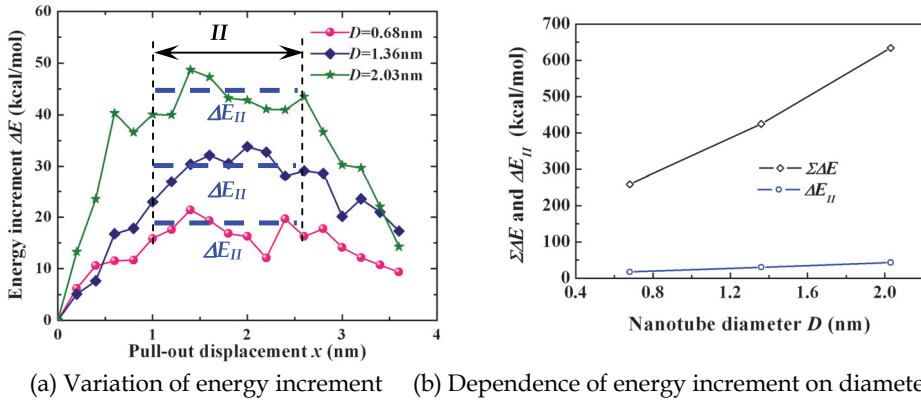 (a)
60
50
40
30
20
10
0
0
1
2
3
4
Energy increment ΔE (kcal/mol)
Pull-out displacement x (nm)
II
D=0.68nm
D=1.36nm
D=2.03nm
ΔE_II
ΔE_II
ΔE_II
(b)
700
600
500
400
300
200
100
0
0.4
0.8
1.2
1.6
2.0
ΣΔE and ΔE_II (kcal/mol)
Nanotube diameter D (nm)
ΣΔE
ΔE_II
(a) Variation of energy increment
(b) Dependence of energy increment on diamete